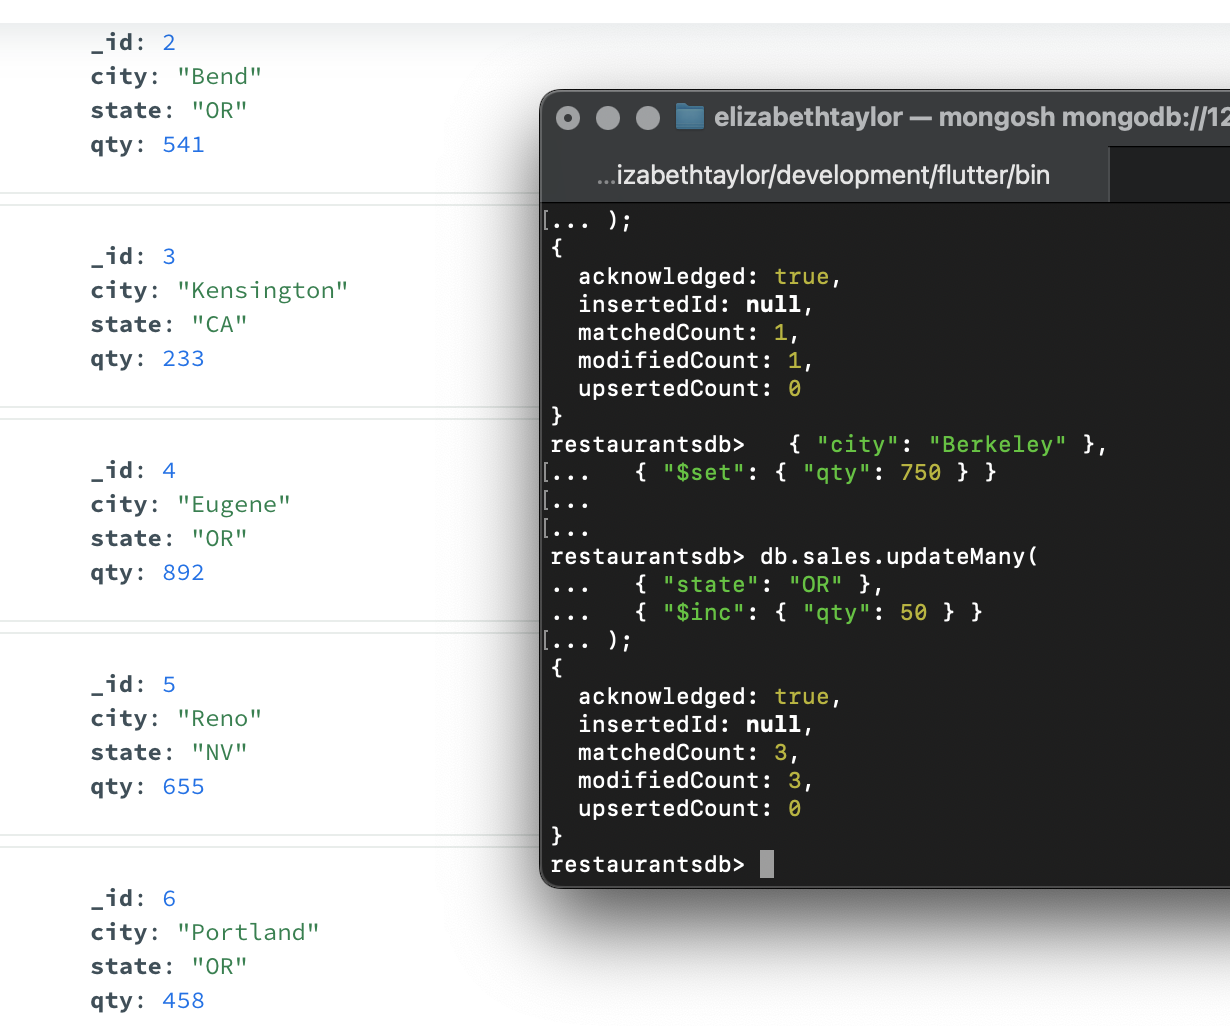 _id: 2
city: "Bend"
state: "OR"
qty: 541
_id: 3
city: "Kensington"
state: "CA"
qty: 233
_id: 4
city: "Eugene"
state: "OR"
qty: 892
_id: 5
city: "Reno"
state: "NV"
qty: 655
_id: 6
city: "Portland"
state: "OR"
qty: 458
elizabethtaylor — mongosh mongodb://12
...izabethtaylor/development/flutter/bin
[... );
{
  acknowledged: true,
  insertedId: null,
  matchedCount: 1,
  modifiedCount: 1,
  upsertedCount: 0
}
restaurantsdb>   { "city": "Berkeley" },
[...   { "$set": { "qty": 750 } }
[...
[...
restaurantsdb> db.sales.updateMany(
...   { "state": "OR" },
...   { "$inc": { "qty": 50 } }
[... );
{
  acknowledged: true,
  insertedId: null,
  matchedCount: 3,
  modifiedCount: 3,
  upsertedCount: 0
}
restaurantsdb>